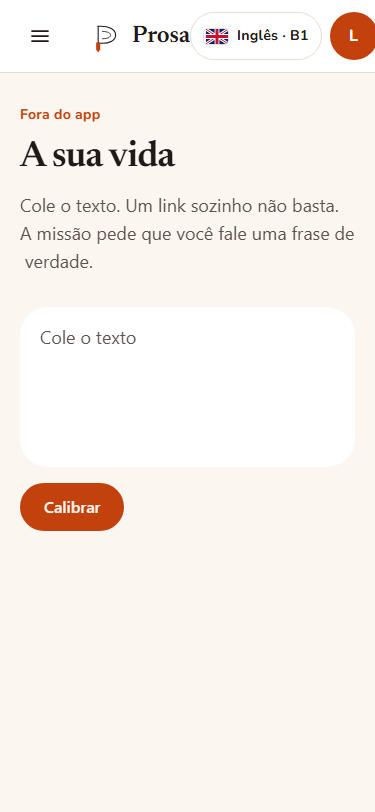 Prosa
Inglês · B1
L
Fora do app
A sua vida
Cole o texto. Um link sozinho não basta.
A missão pede que você fale uma frase de
verdade.
Cole o texto
Calibrar